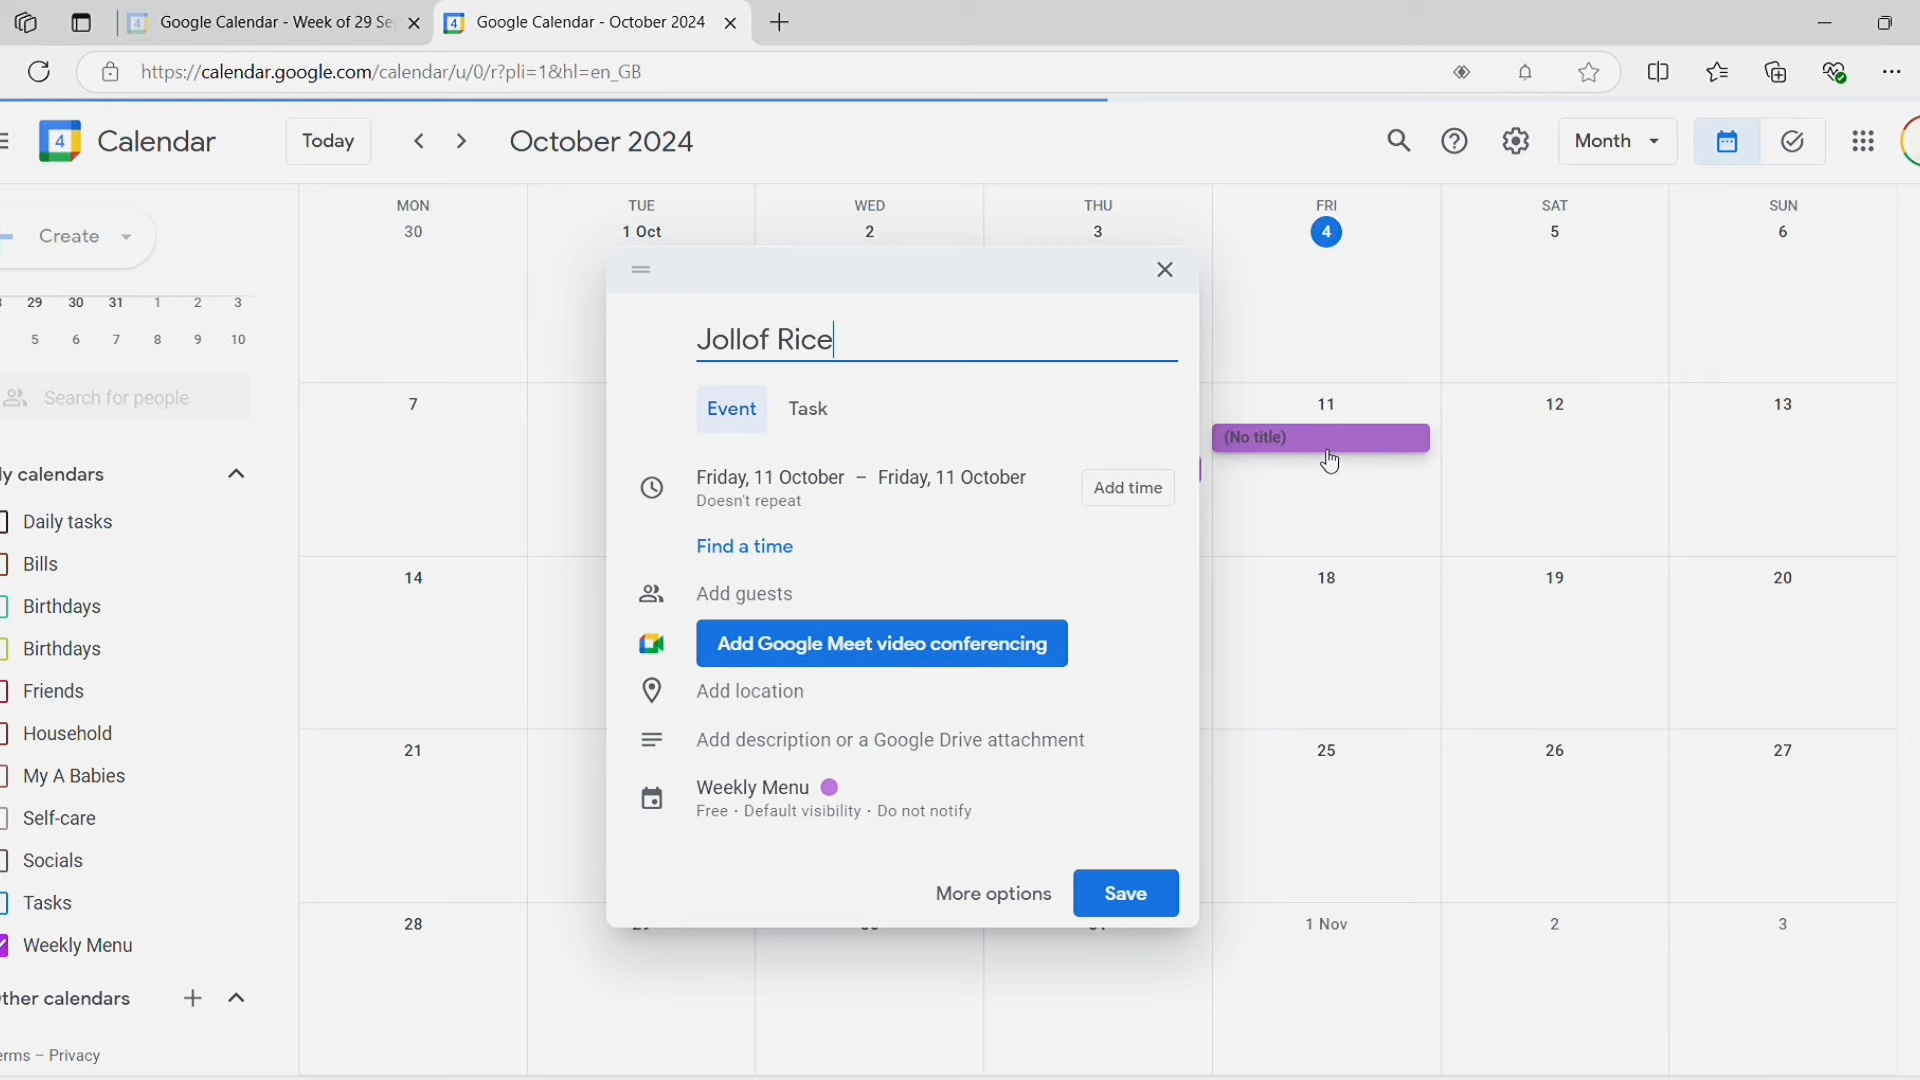 Google Calendar - Week of 29 Se
Google Calendar - October 2024
https://calendar.google.com/calendar/u/0/r?pli=1&hl=en_GB
4 Calendar
Today
October 2024
Month
Create
MON TUE WED THU FRI SAT SUN
30 1 Oct 2 3 4 5 6
29 30 31 1 2 3
5 6 7 8 9 10
Search for people
Jollof Rice
Event Task
7 11 12 13
(No title)
Friday, 11 October – Friday, 11 October
Doesn't repeat
Add time
Find a time
Add guests
Add Google Meet video conferencing
Add location
Add description or a Google Drive attachment
Weekly Menu
Free · Default visibility · Do not notify
More options Save
14 18 19 20
21 25 26 27
28 1 Nov 2 3
ly calendars
Daily tasks
Bills
Birthdays
Birthdays
Friends
Household
My A Babies
Self-care
Socials
Tasks
Weekly Menu
ther calendars
erms – Privacy